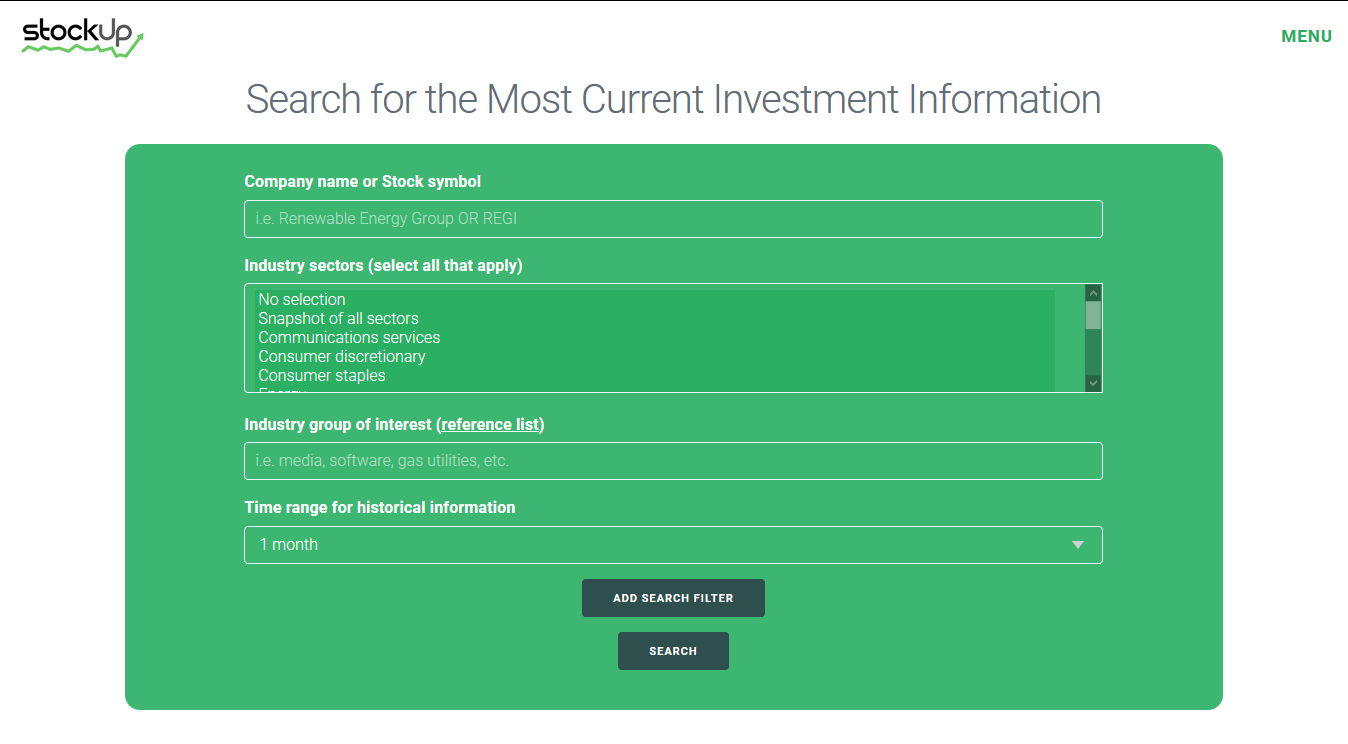 stockUp
MENU
Search for the Most Current Investment Information
Company name or Stock symbol
i.e. Renewable Energy Group OR REGI
Industry sectors (select all that apply)
No selection
Snapshot of all sectors
Communications services
Consumer discretionary
Consumer staples
Energy
Industry group of interest (reference list)
i.e. media, software, gas utilities, etc.
Time range for historical information
1 month
ADD SEARCH FILTER
SEARCH